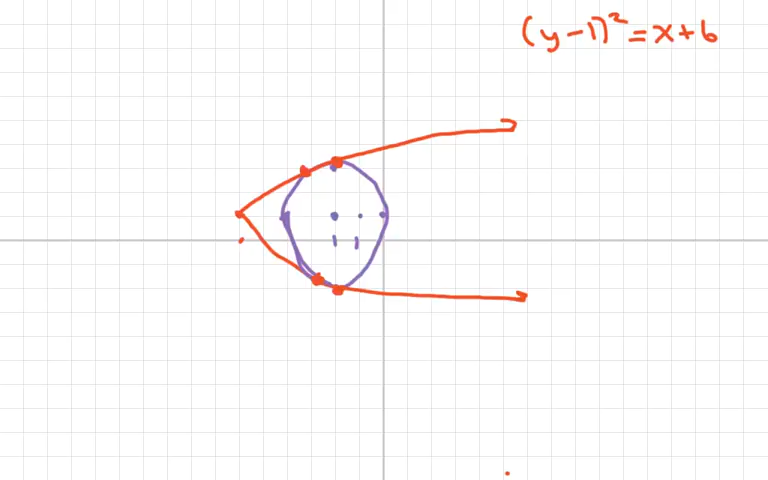 (y-1)² = x+6